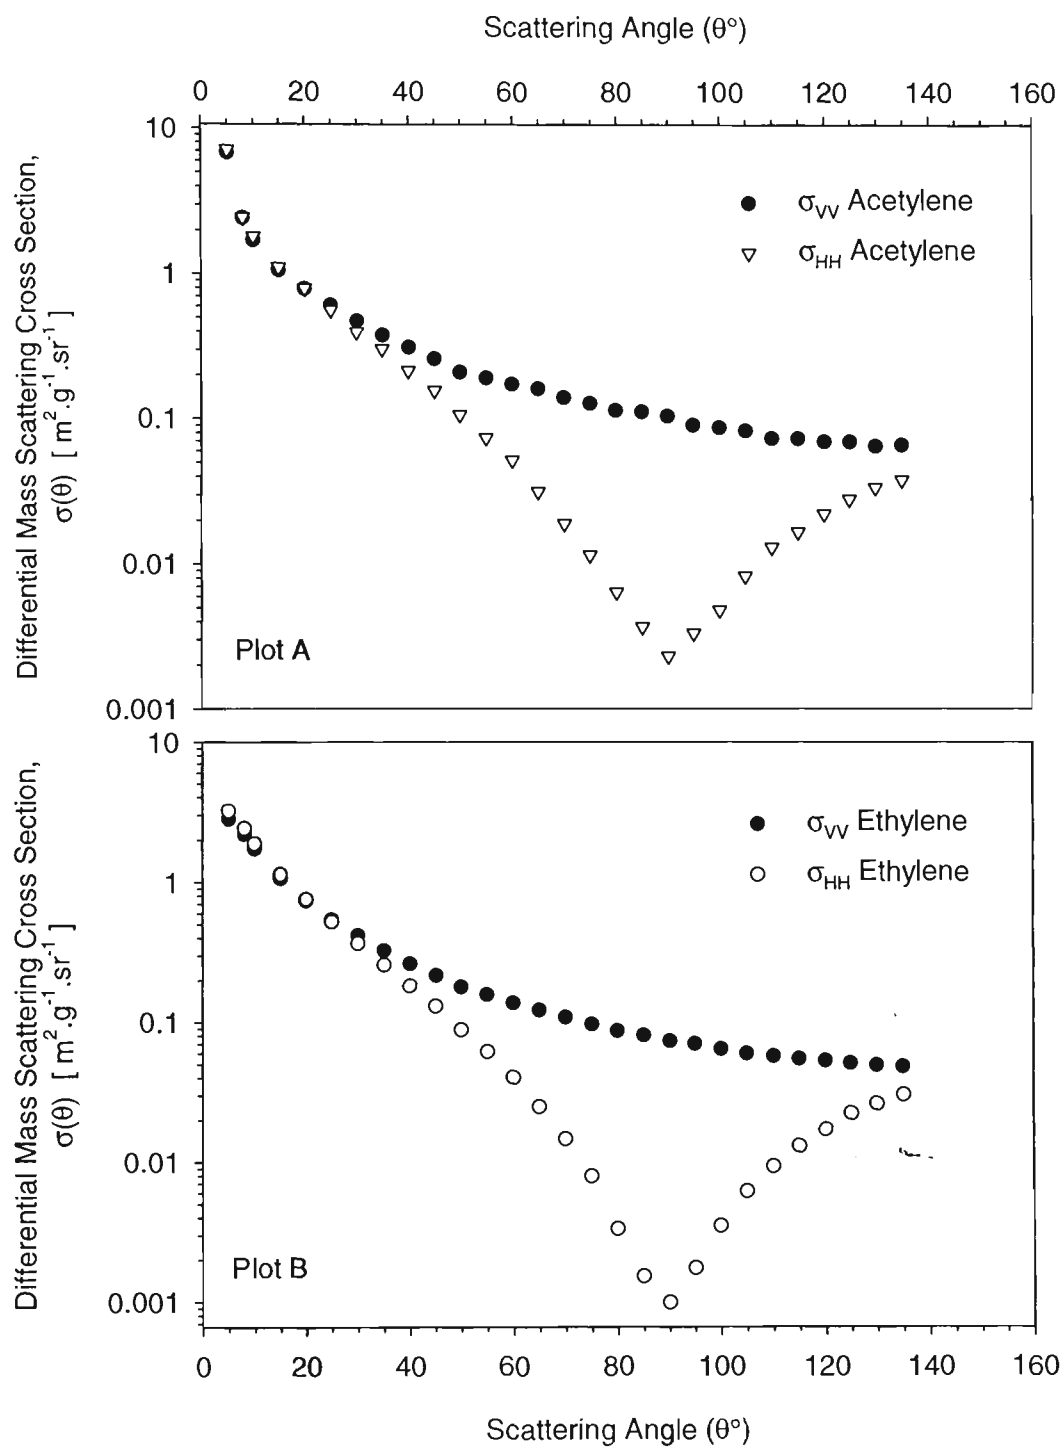 Scattering Angle (θ°)
0 20 40 60 80 100 120 140 160
Differential Mass Scattering Cross Section,
σ(θ) [ m².g⁻¹.sr⁻¹ ]
10
1
0.1
0.01
0.001
σVV Acetylene
σHH Acetylene
Plot A
Differential Mass Scattering Cross Section,
σ(θ) [ m².g⁻¹.sr⁻¹ ]
10
1
0.1
0.01
0.001
σVV Ethylene
σHH Ethylene
Plot B
0 20 40 60 80 100 120 140 160
Scattering Angle (θ°)